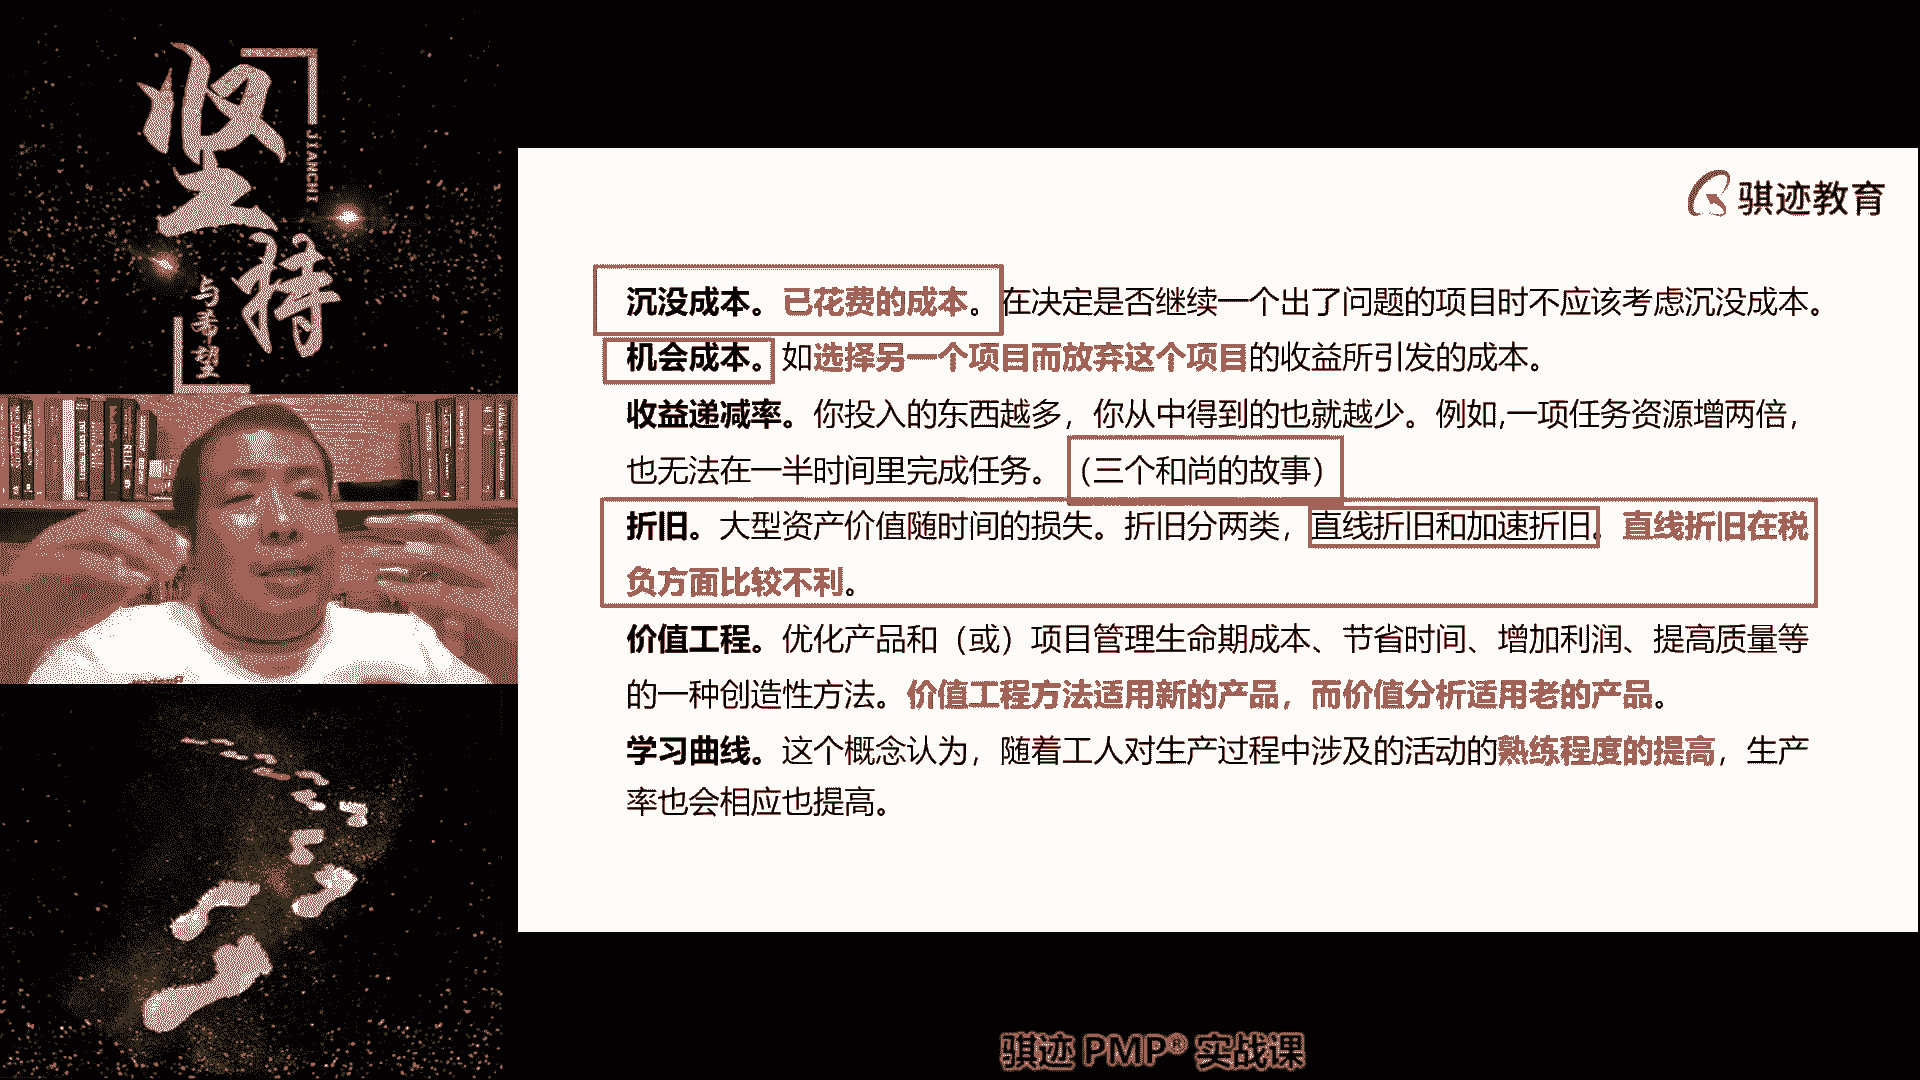 坚持
JIANCHI
与希望
骐迹教育
沉没成本。已花费的成本。在决定是否继续一个出了问题的项目时不应该考虑沉没成本。
机会成本。如选择另一个项目而放弃这个项目的收益所引发的成本。
收益递减率。你投入的东西越多，你从中得到的也就越少。例如,一项任务资源增两倍，
也无法在一半时间里完成任务。（三个和尚的故事）
折旧。大型资产价值随时间的损失。折旧分两类，直线折旧和加速折旧。直线折旧在税
负方面比较不利。
价值工程。优化产品和（或）项目管理生命期成本、节省时间、增加利润、提高质量等
的一种创造性方法。价值工程方法适用新的产品，而价值分析适用老的产品。
学习曲线。这个概念认为，随着工人对生产过程中涉及的活动的熟练程度的提高，生产
率也会相应也提高。
骐迹 PMP® 实战课